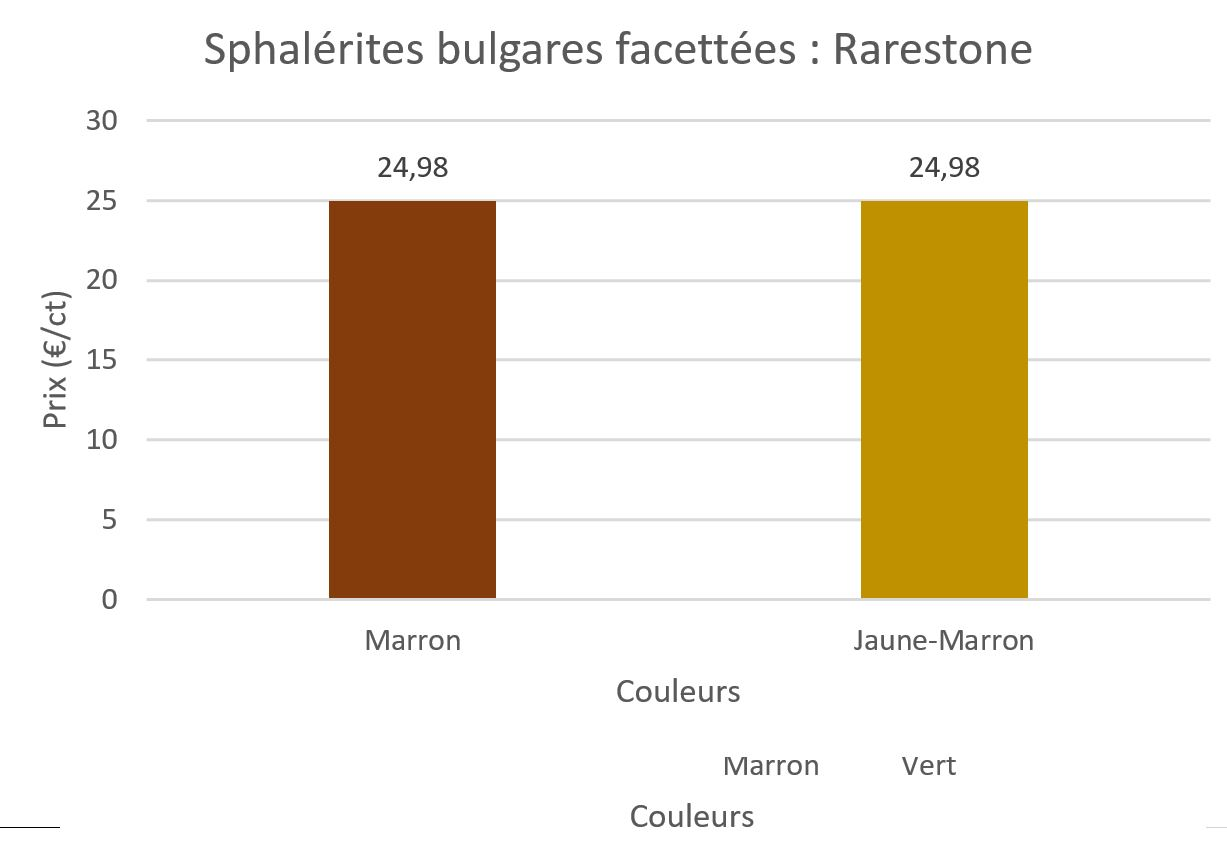 Sphalérites bulgares facettées : Rarestone
30
24,98 24,98
25
20
15
10
5
0
Prix (€/ct)
Marron Jaune-Marron
Couleurs
Marron Vert
Couleurs